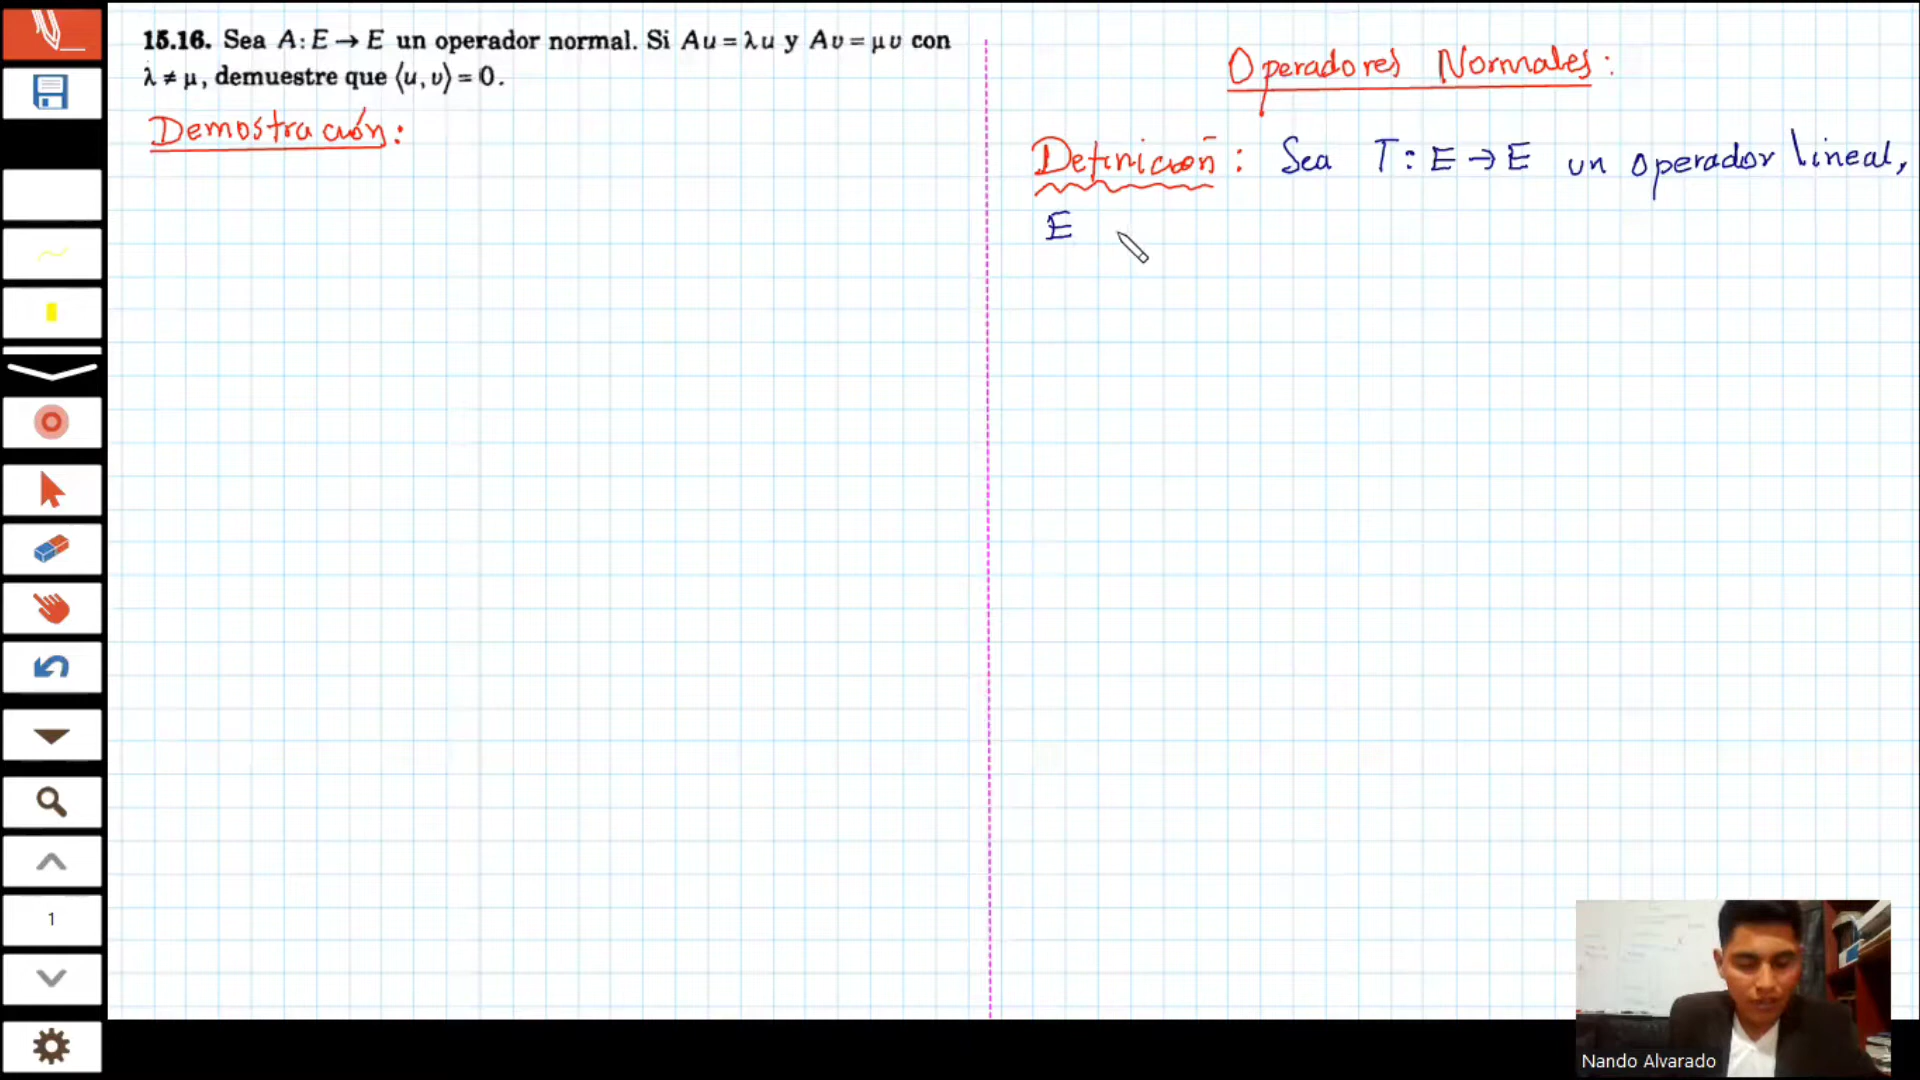 15.16. Sea A: E → E un operador normal. Si Au = λu y Av = μv con
λ ≠ μ, demuestre que ⟨u, v⟩ = 0.
Demostración:
Operadores Normales:
Definición: Sea T: E → E un operador lineal,
E
1
Nando Alvarado